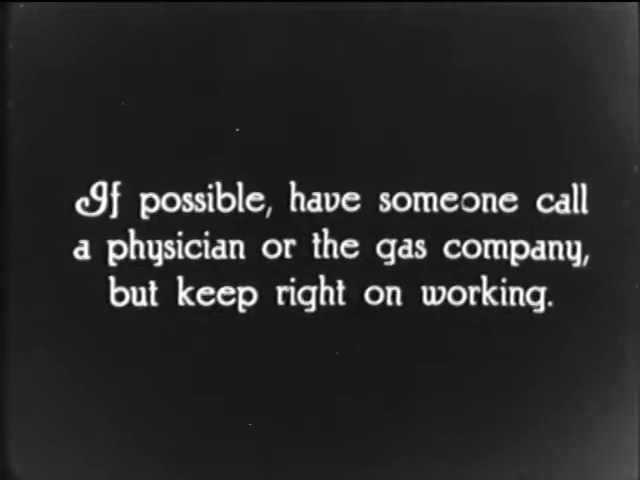 If possible, have someone call
a physician or the gas company,
but keep right on working.